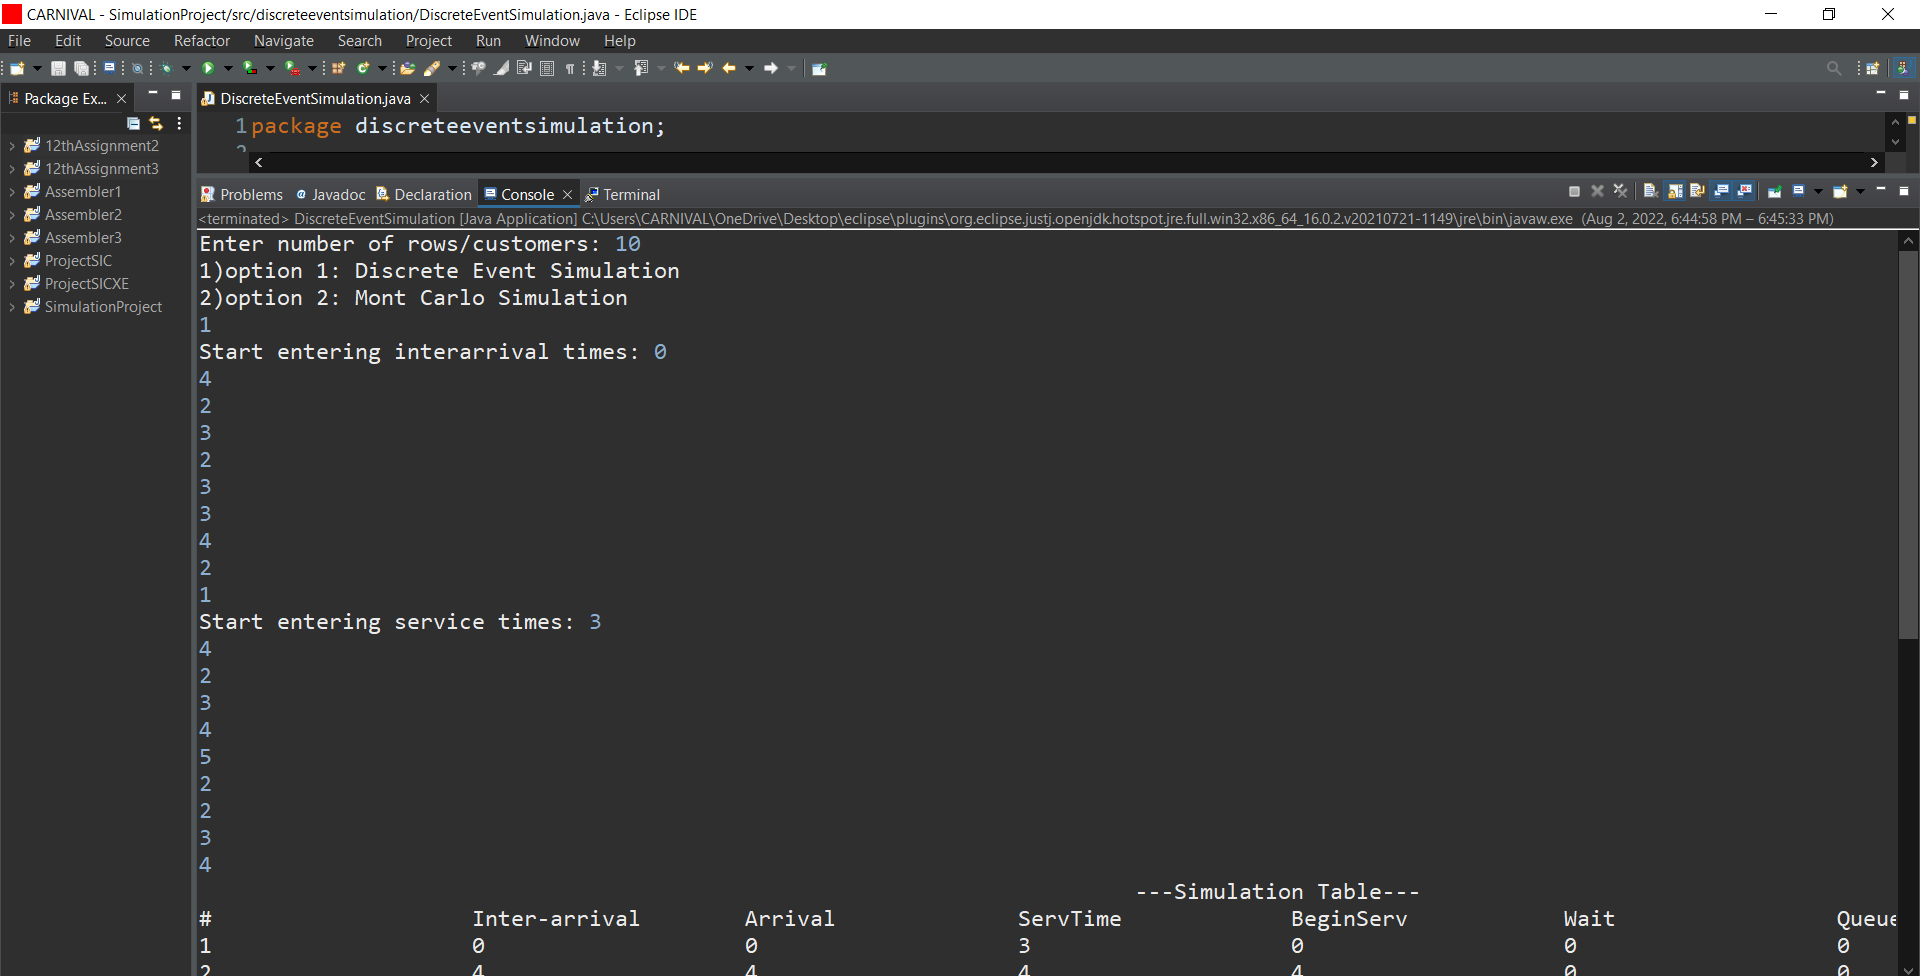 CARNIVAL - SimulationProject/src/discreteeventsimulation/DiscreteEventSimulation.java - Eclipse IDE
File Edit Source Refactor Navigate Search Project Run Window Help
Package Ex...
12thAssignment2
12thAssignment3
Assembler1
Assembler2
Assembler3
ProjectSIC
ProjectSICXE
SimulationProject
DiscreteEventSimulation.java
1 package discreteeventsimulation;
Problems Javadoc Declaration Console Terminal
<terminated> DiscreteEventSimulation [Java Application] C:\Users\CARNIVAL\OneDrive\Desktop\eclipse\plugins\org.eclipse.justj.openjdk.hotspot.jre.full.win32.x86_64_16.0.2.v20210721-1149\jre\bin\javaw.exe (Aug 2, 2022, 6:44:58 PM – 6:45:33 PM)
Enter number of rows/customers: 10
1)option 1: Discrete Event Simulation
2)option 2: Mont Carlo Simulation
1
Start entering interarrival times: 0
4
2
3
2
3
3
4
2
1
Start entering service times: 3
4
2
3
4
5
2
2
3
4
---Simulation Table---
# Inter-arrival Arrival ServTime BeginServ Wait Queue
1 0 0 3 0 0 0
2 4 4 4 4 0 0